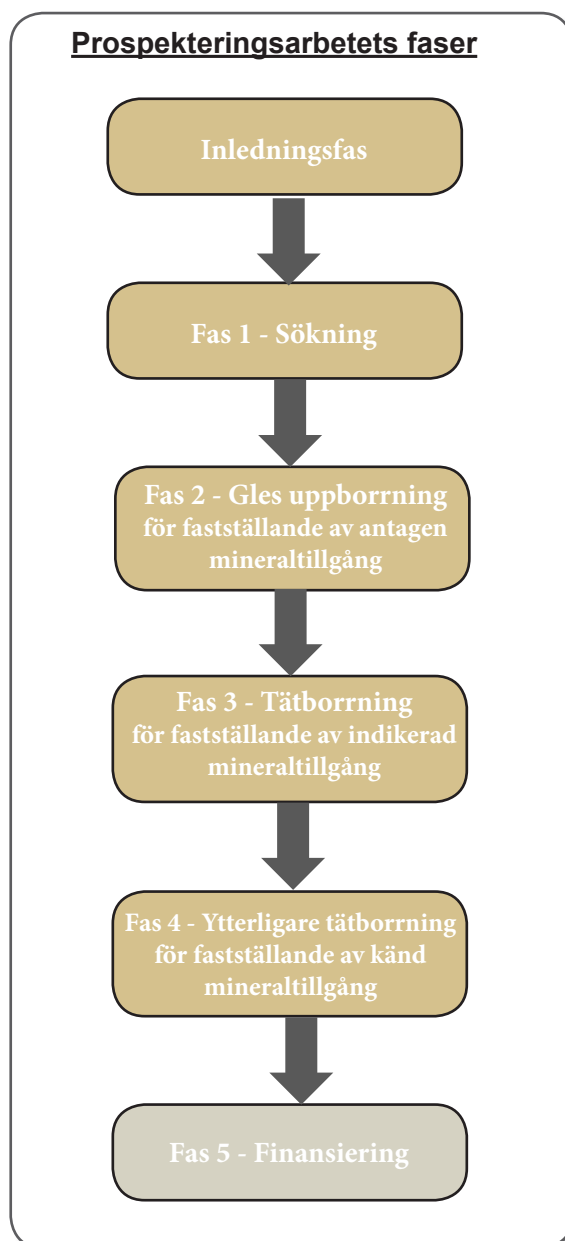 Prospekteringsarbetets faser
Inledningsfas
Fas 1 - Sökning
Fas 2 - Gles uppborrning
för fastställande av antagen
mineraltillgång
Fas 3 - Tätborrning
för fastställande av indikerad
mineraltillgång
Fas 4 - Ytterligare tätborrning
för fastställande av känd
mineraltillgång
Fas 5 - Finansiering